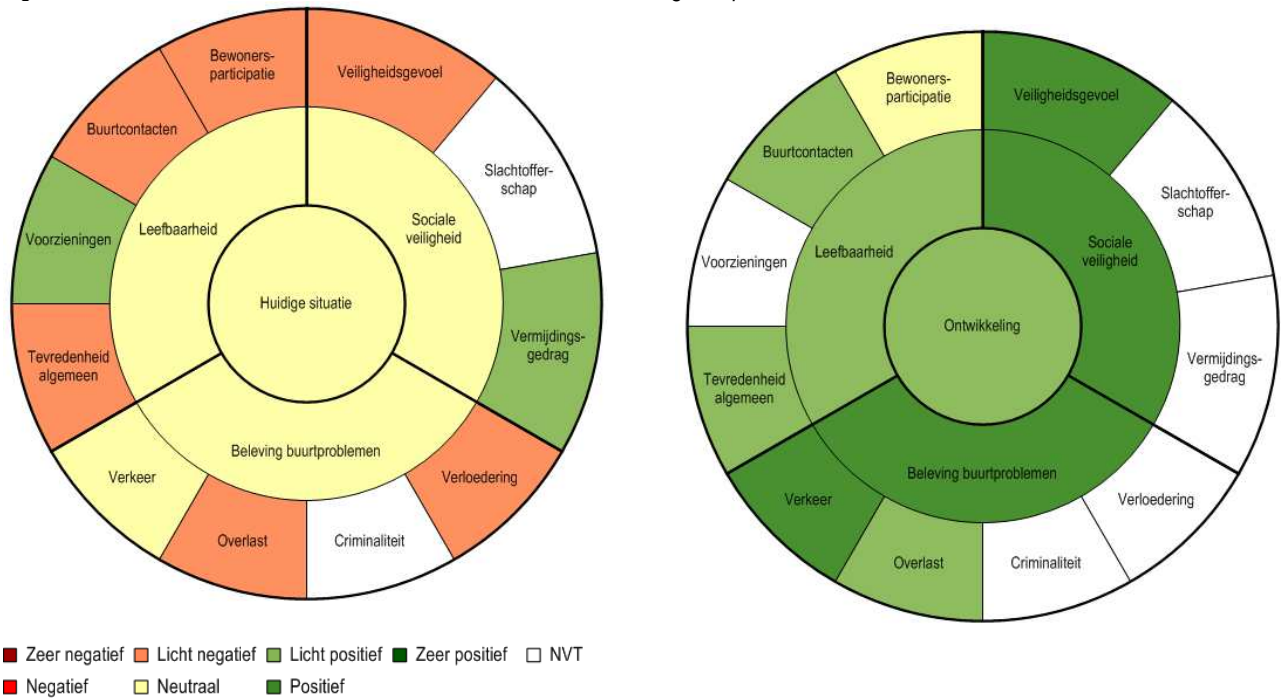 Bewoners-
participatie
Veiligheidsgevoel
Buurtcontacten
Slachtoffer-
schap
Voorzieningen
Leefbaarheid
Sociale
veiligheid
Huidige situatie
Tevredenheid
algemeen
Vermijdings-
gedrag
Beleving buurtproblemen
Verkeer
Verloedering
Overlast
Criminaliteit
Bewoners-
participatie
Veiligheidsgevoel
Buurtcontacten
Slachtoffer-
schap
Voorzieningen
Leefbaarheid
Sociale
veiligheid
Ontwikkeling
Tevredenheid
algemeen
Vermijdings-
gedrag
Beleving buurtproblemen
Verkeer
Verloedering
Overlast
Criminaliteit
Zeer negatief Licht negatief Licht positief Zeer positief NVT
Negatief Neutraal Positief